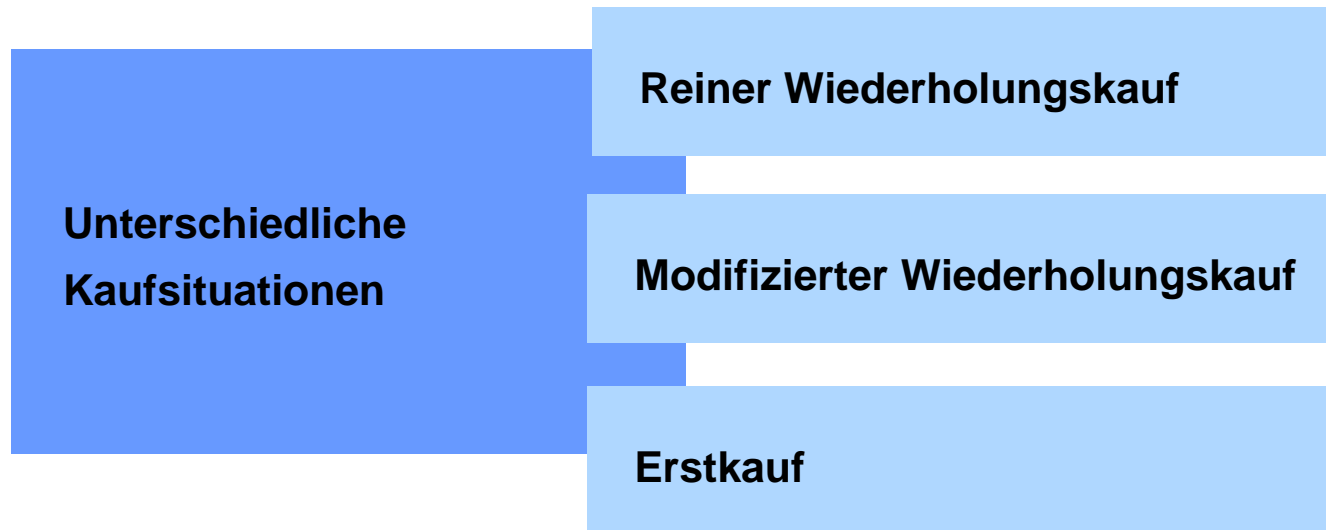 Unterschiedliche
Kaufsituationen
Reiner Wiederholungskauf
Modifizierter Wiederholungskauf
Erstkauf